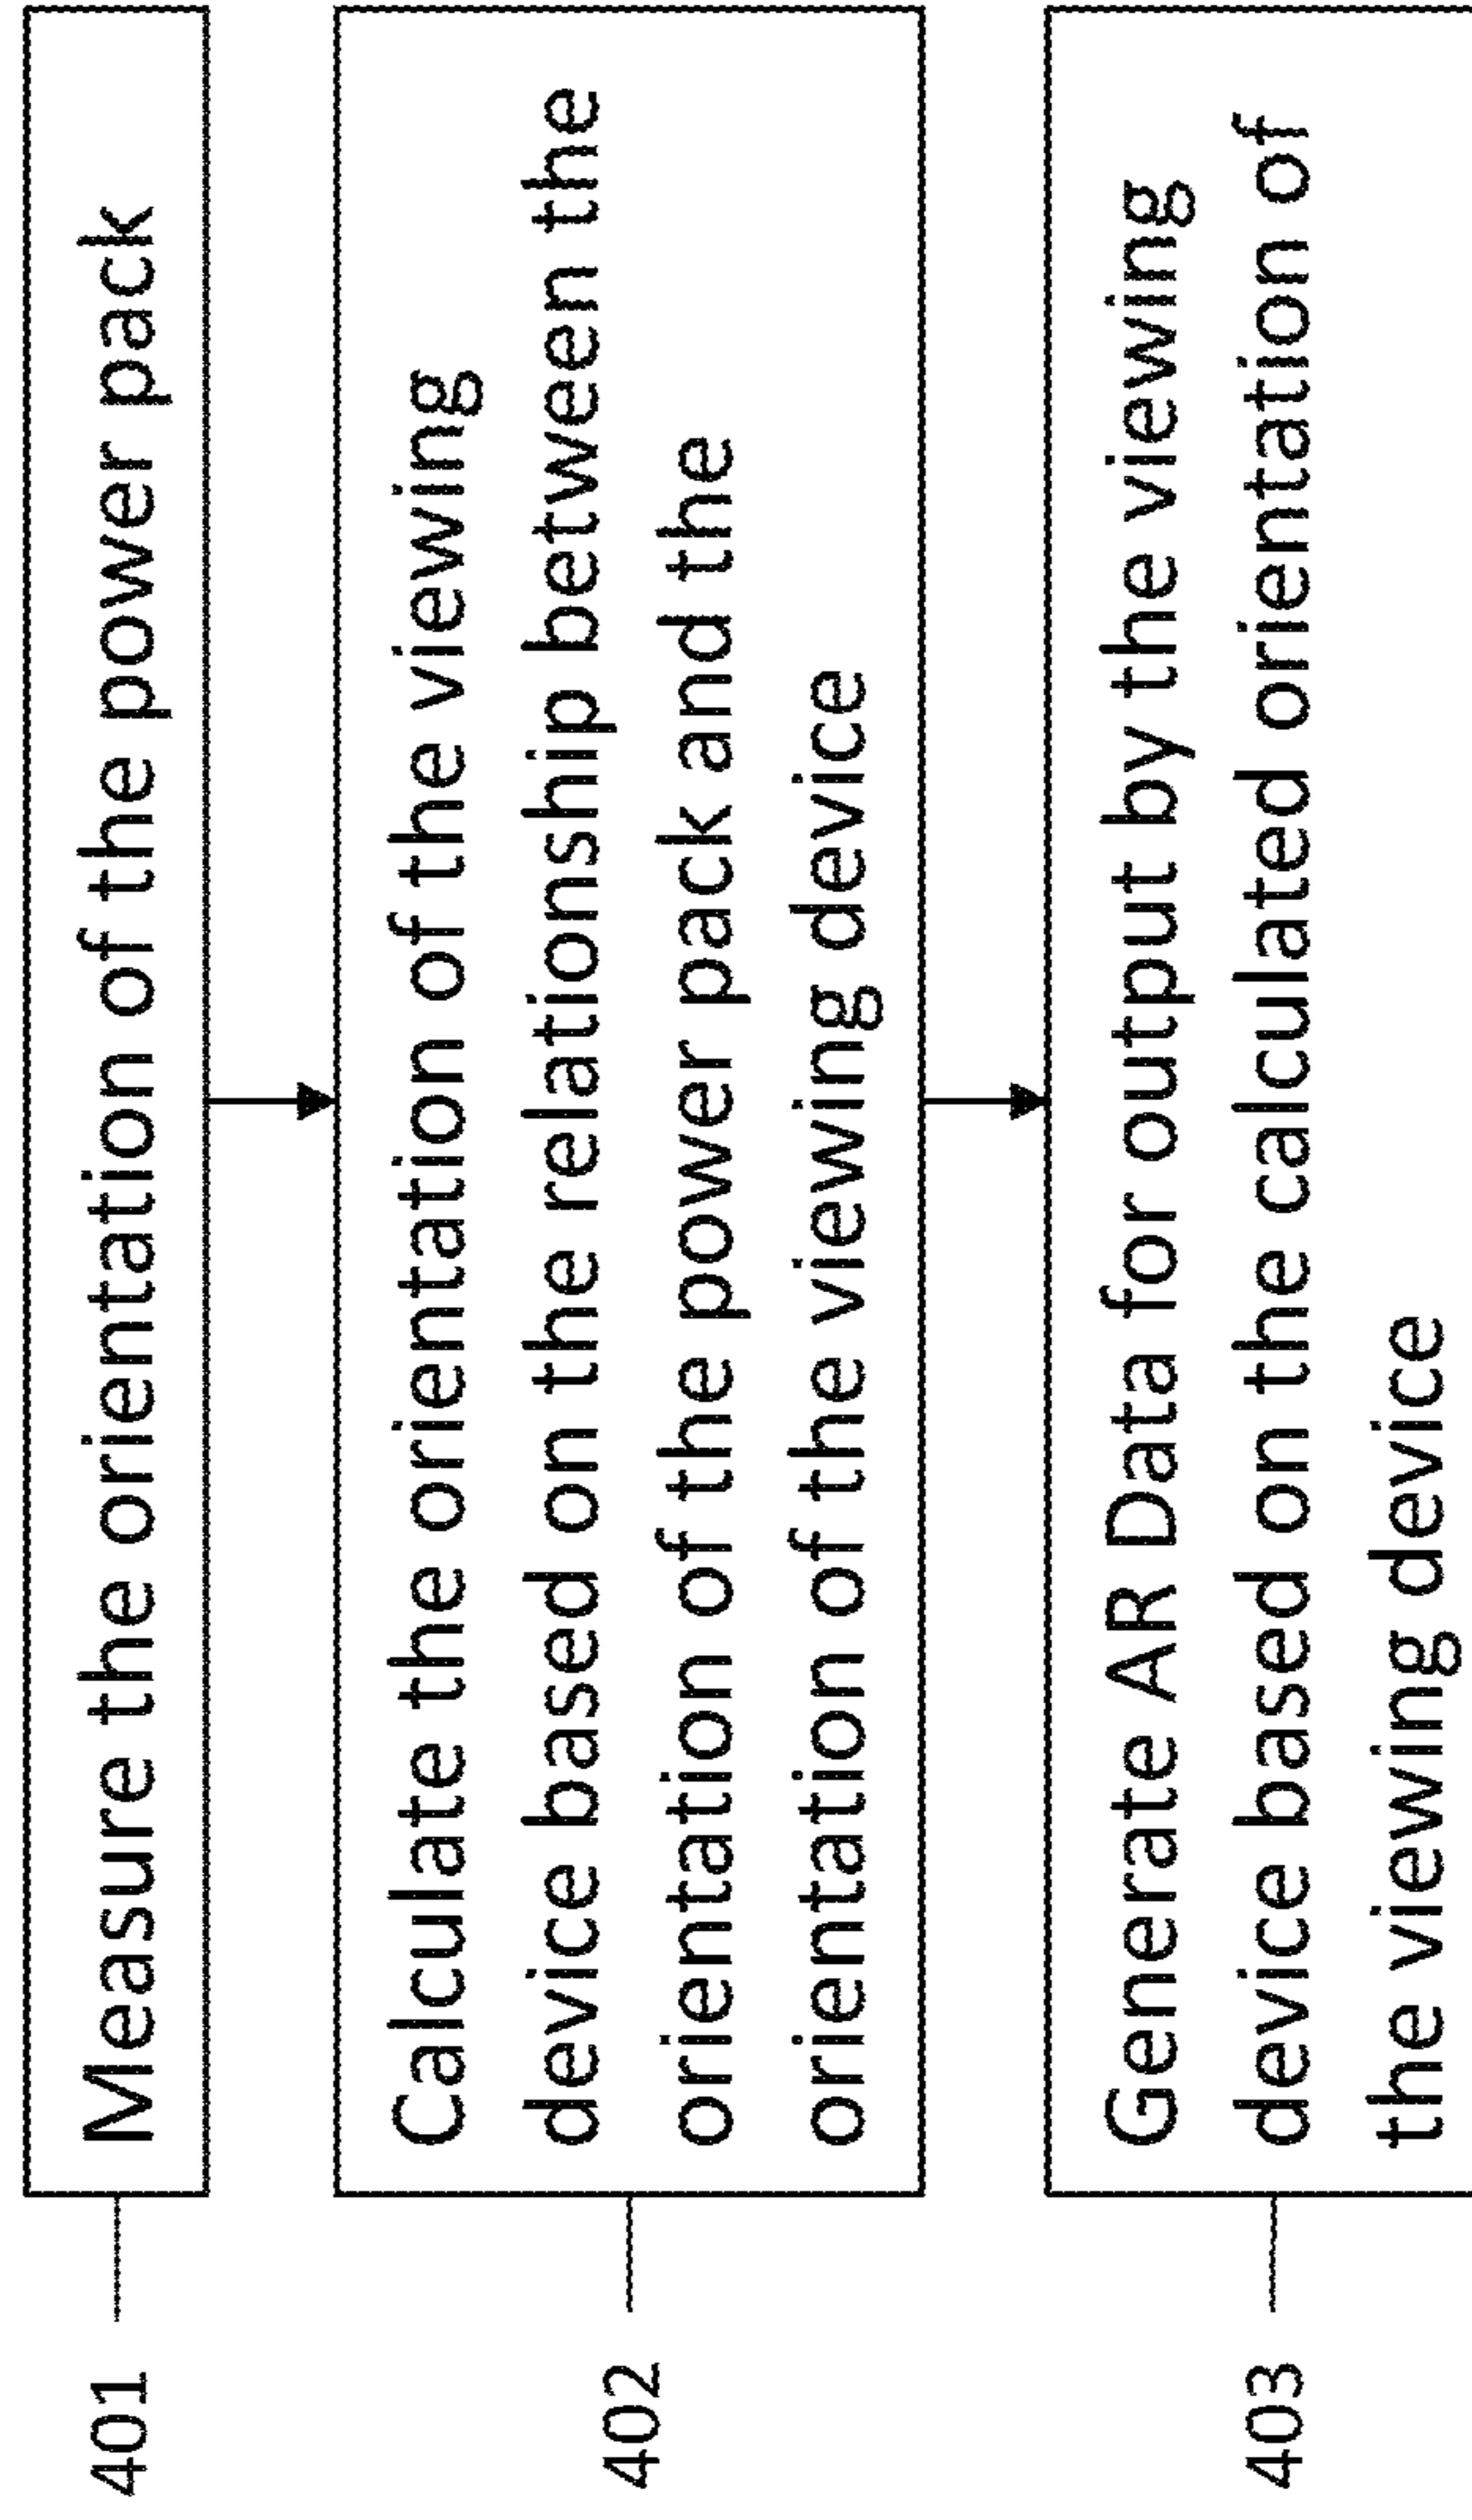 401
Measure the orientation of the power pack
402
Calculate the orientation of the viewing
device based on the relationship between the
orientation of the power pack and the
orientation of the viewing device
403
Generate AR Data for output by the viewing
device based on the calculated orientation of
the viewing device